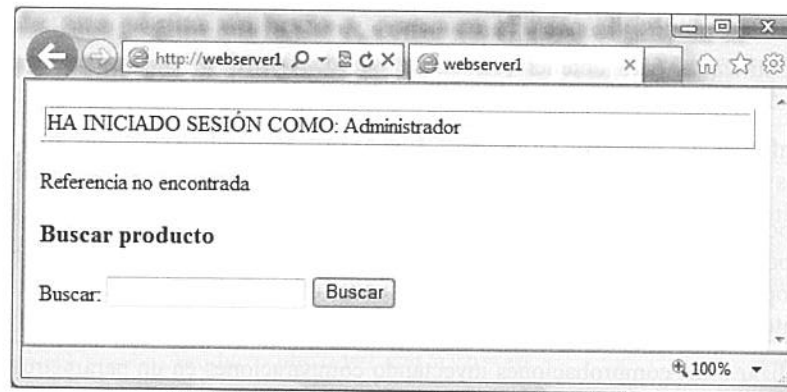 http://webserver1
webserver1
HA INICIADO SESIÓN COMO: Administrador
Referencia no encontrada
Buscar producto
Buscar:
Buscar
100%